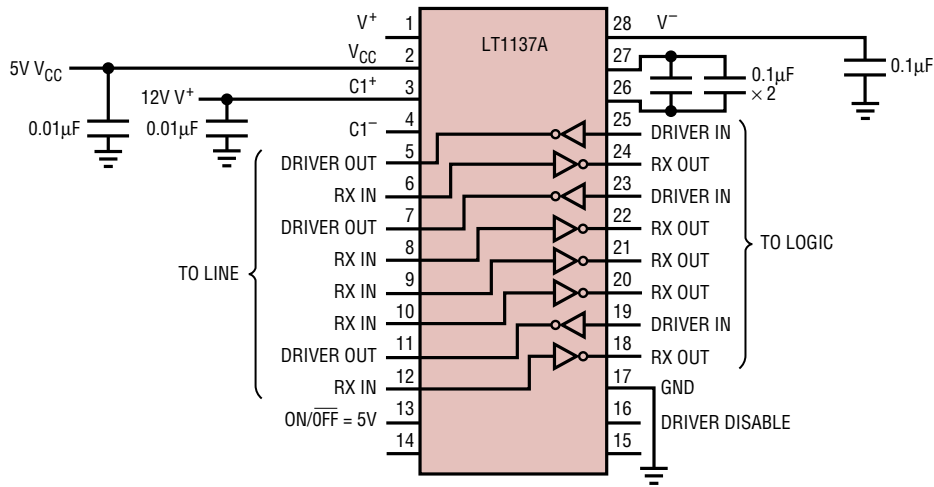 LT1137A
V+ 1
VCC 2
5V VCC
C1+ 3
12V V+
0.01µF
0.01µF
C1– 4
DRIVER OUT 5
RX IN 6
DRIVER OUT 7
RX IN 8
TO LINE
RX IN 9
RX IN 10
DRIVER OUT 11
RX IN 12
ON/OFF = 5V 13
14
28 V–
0.1µF
27
0.1µF
× 2
26
25 DRIVER IN
24 RX OUT
23 DRIVER IN
22 RX OUT
TO LOGIC
21 RX OUT
20 RX OUT
19 DRIVER IN
18 RX OUT
17 GND
16 DRIVER DISABLE
15